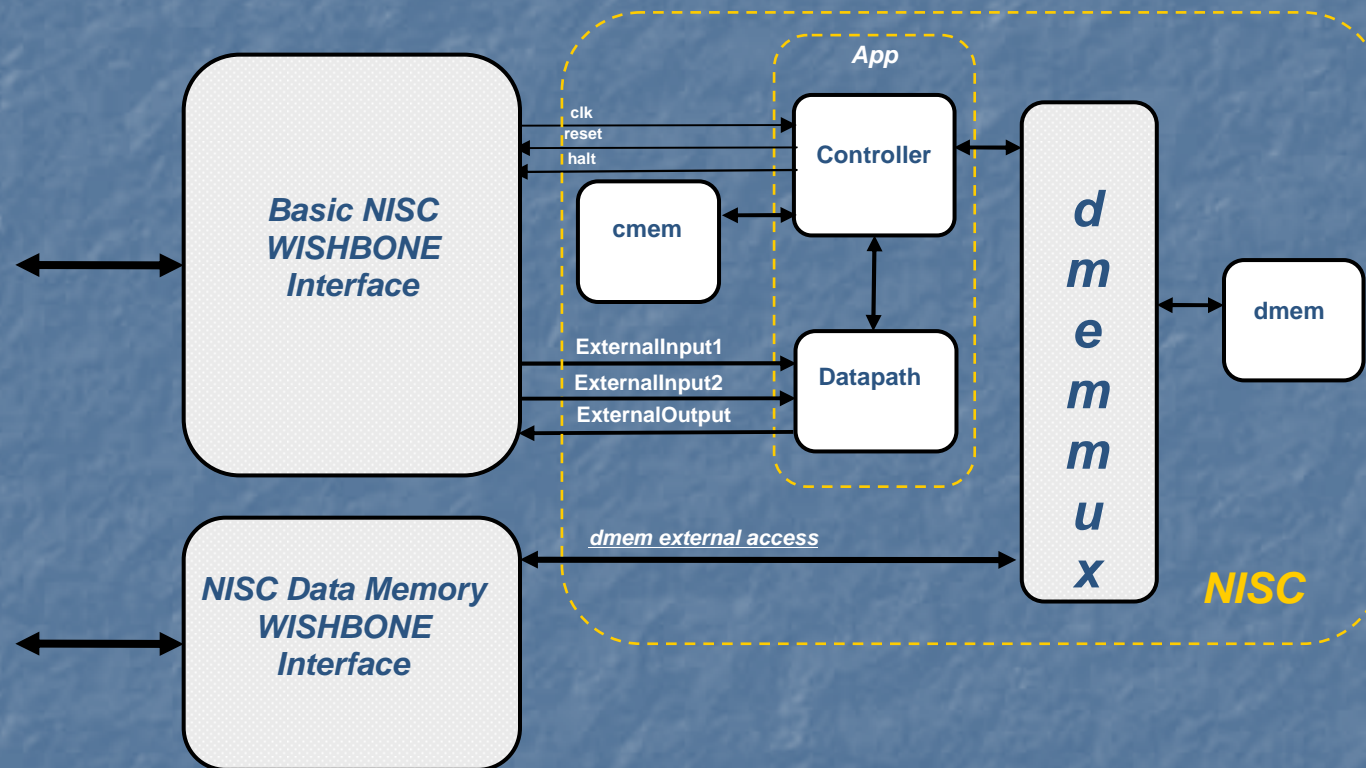 App
clk
reset
halt
Controller
Basic NISC
WISHBONE
Interface
cmem
d
m
e
m
m
u
x
dmem
ExternalInput1
ExternalInput2
ExternalOutput
Datapath
dmem external access
NISC
NISC Data Memory
WISHBONE
Interface